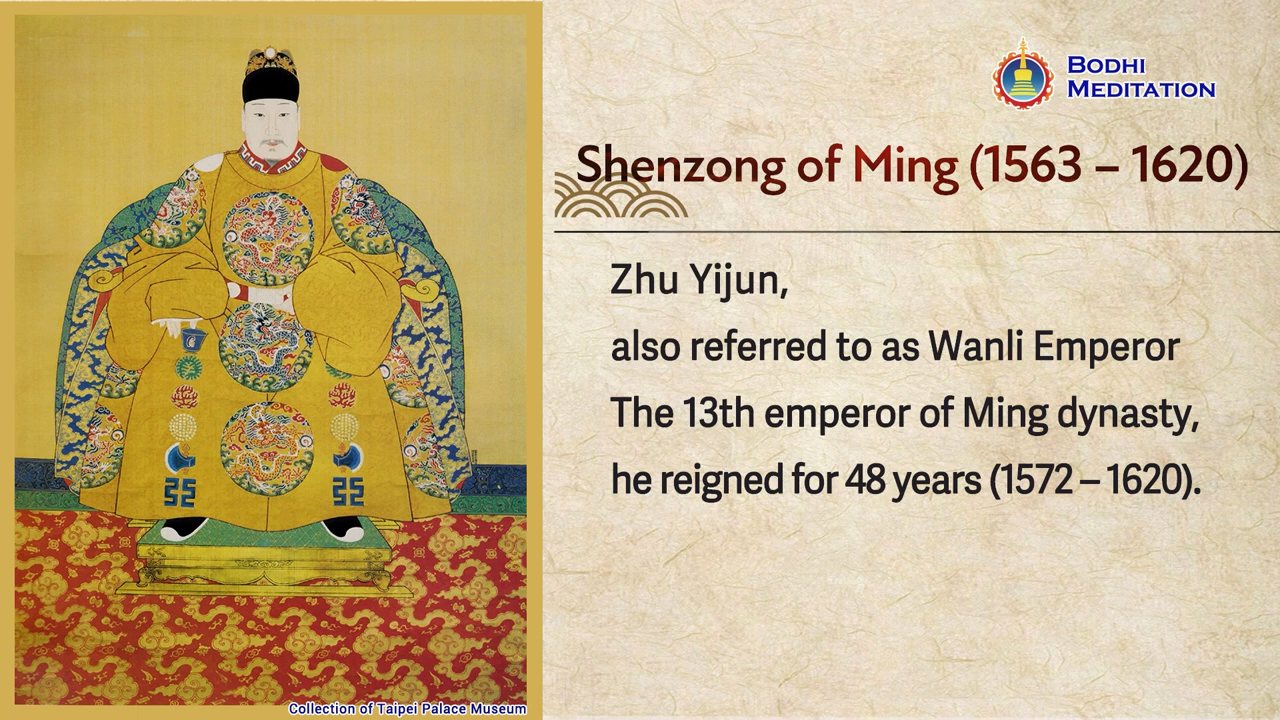 BODHI
MEDITATION
Shenzong of Ming (1563 – 1620)
Zhu Yijun,
also referred to as Wanli Emperor
The 13th emperor of Ming dynasty,
he reigned for 48 years (1572 – 1620).
Collection of Taipei Palace Museum